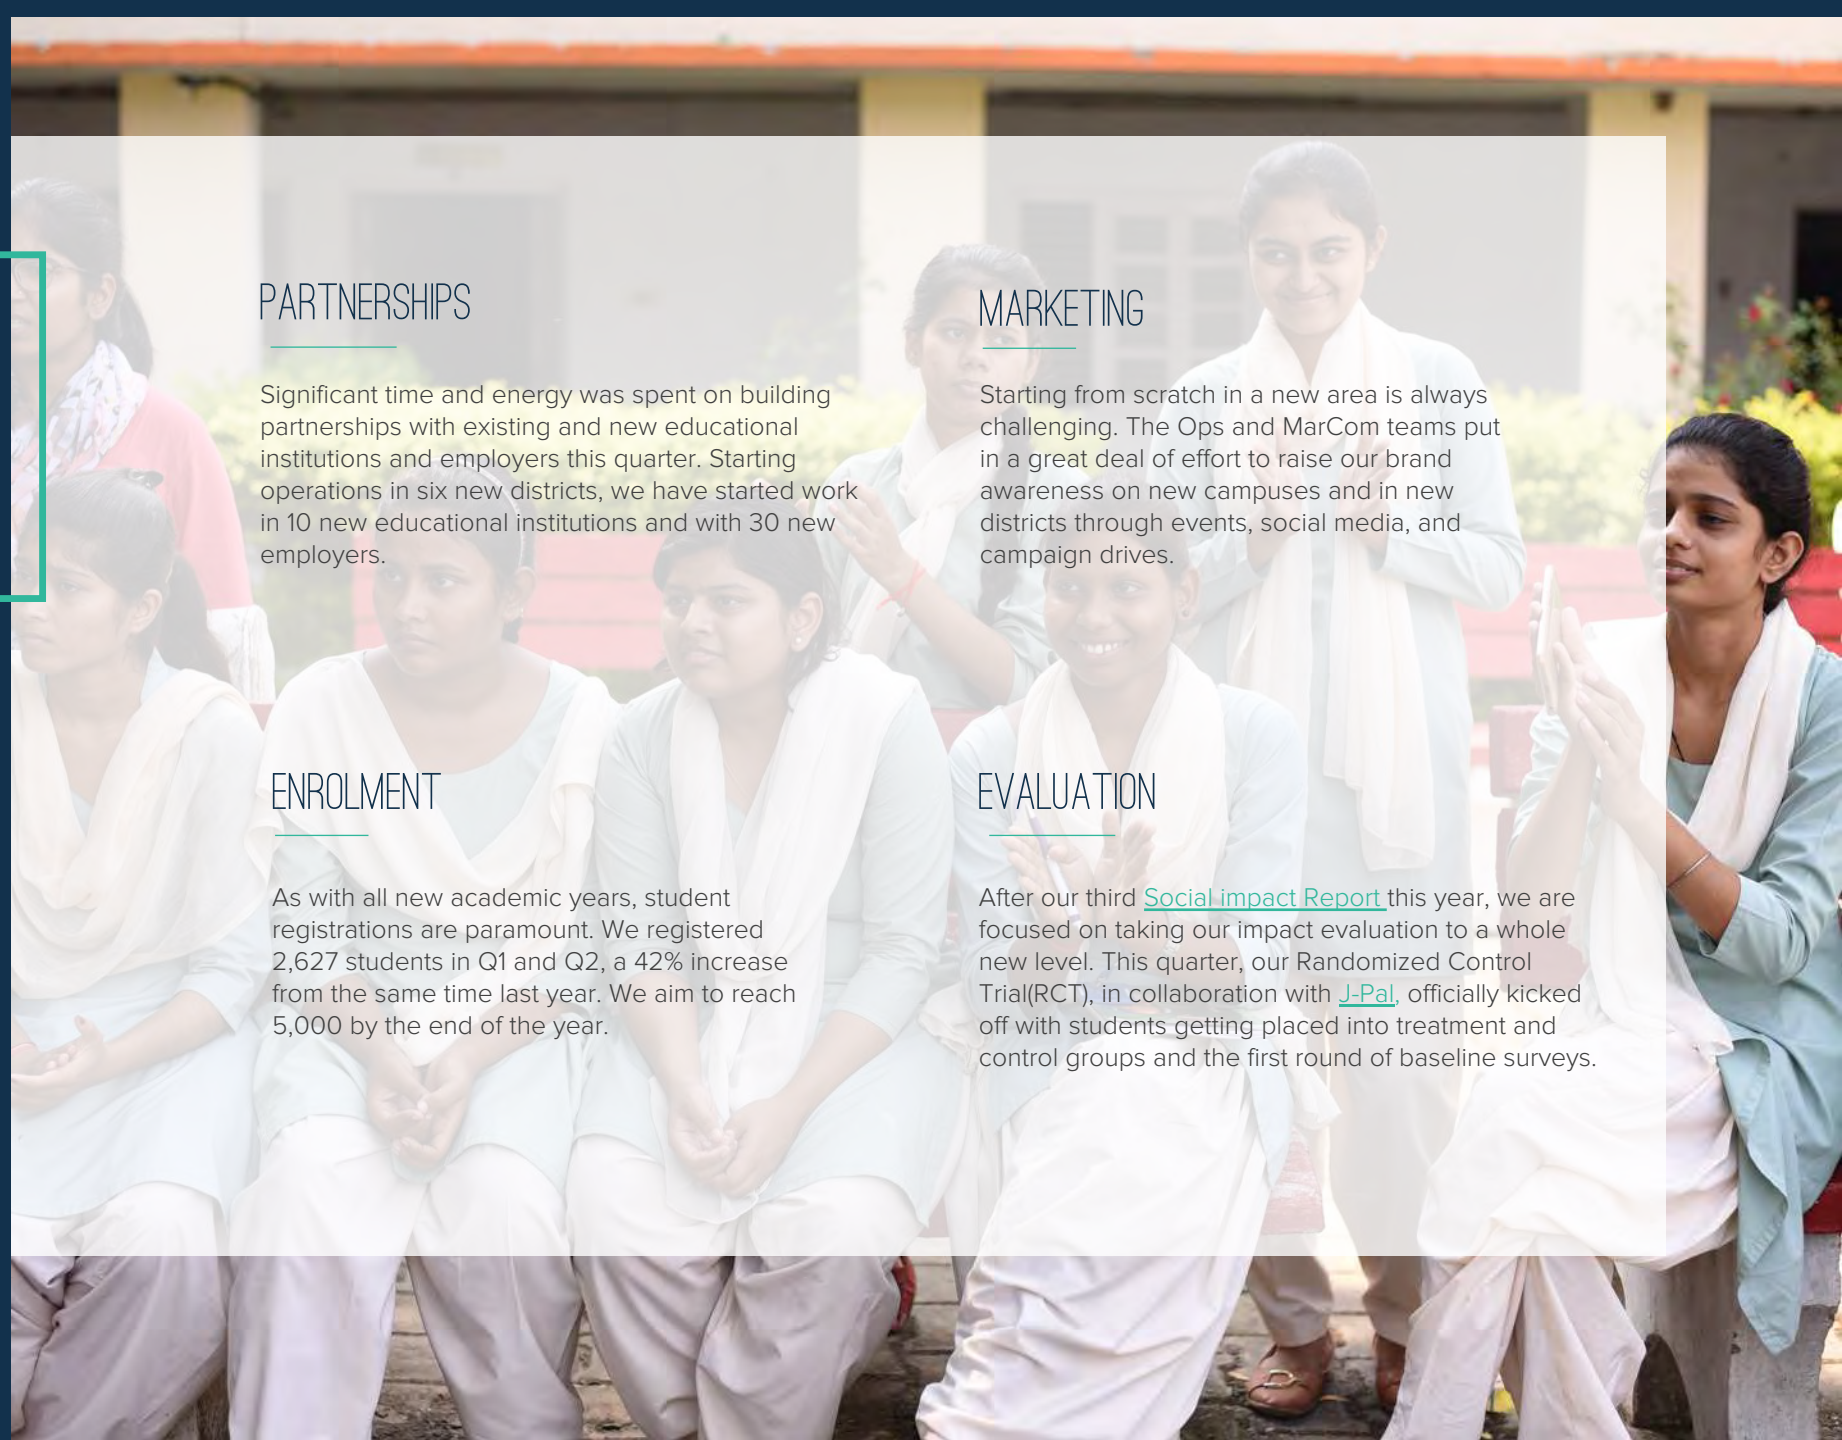 PARTNERSHIPS
Significant time and energy was spent on building
partnerships with existing and new educational
institutions and employers this quarter. Starting
operations in six new districts, we have started work
in 10 new educational institutions and with 30 new
employers.
MARKETING
Starting from scratch in a new area is always
challenging. The Ops and MarCom teams put
in a great deal of effort to raise our brand
awareness on new campuses and in new
districts through events, social media, and
campaign drives.
ENROLMENT
As with all new academic years, student
registrations are paramount. We registered
2,627 students in Q1 and Q2, a 42% increase
from the same time last year. We aim to reach
5,000 by the end of the year.
EVALUATION
After our third Social impact Report this year, we are
focused on taking our impact evaluation to a whole
new level. This quarter, our Randomized Control
Trial(RCT), in collaboration with J-Pal, officially kicked
off with students getting placed into treatment and
control groups and the first round of baseline surveys.